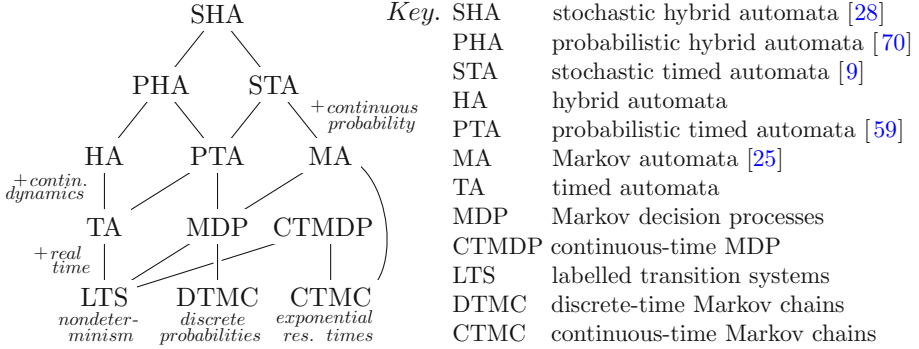 SHA
PHA STA
+continuous
probability
HA PTA MA
+contin.
dynamics
TA MDP CTMDP
+real
time
LTS DTMC CTMC
nondeter-
minism
discrete
probabilities
exponential
res. times
Key. SHA stochastic hybrid automata [28]
PHA probabilistic hybrid automata [70]
STA stochastic timed automata [9]
HA hybrid automata
PTA probabilistic timed automata [59]
MA Markov automata [25]
TA timed automata
MDP Markov decision processes
CTMDP continuous-time MDP
LTS labelled transition systems
DTMC discrete-time Markov chains
CTMC continuous-time Markov chains